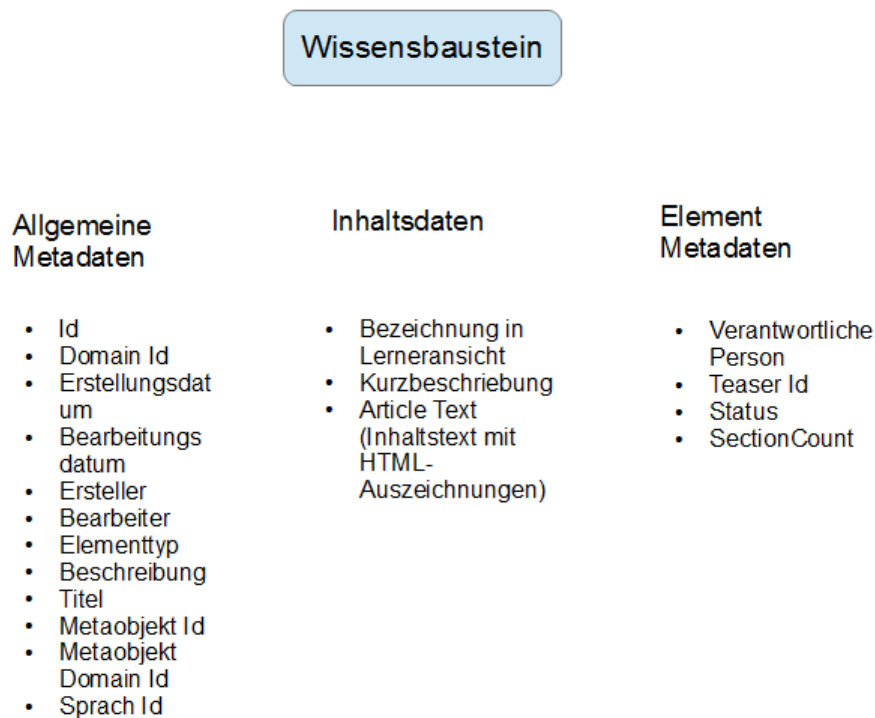 Wissensbaustein
Allgemeine
Metadaten
• Id
• Domain Id
• Erstellungsdat
um
• Bearbeitungs
datum
• Ersteller
• Bearbeiter
• Elementtyp
• Beschreibung
• Titel
• Metaobjekt Id
• Metaobjekt
Domain Id
• Sprach Id
Inhaltsdaten
• Bezeichnung in
Lerneransicht
• Kurzbeschriebung
• Article Text
(Inhaltstext mit
HTML-
Auszeichnungen)
Element
Metadaten
• Verantwortliche
Person
• Teaser Id
• Status
• SectionCount